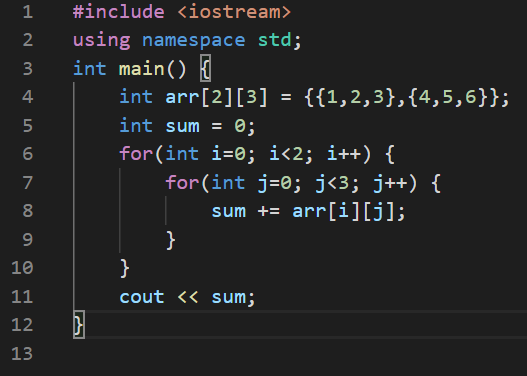 1 #include <iostream>
2 using namespace std;
3 int main() {
4     int arr[2][3] = {{1,2,3},{4,5,6}};
5     int sum = 0;
6     for(int i=0; i<2; i++) {
7         for(int j=0; j<3; j++) {
8             sum += arr[i][j];
9         }
10     }
11     cout << sum;
12 }
13